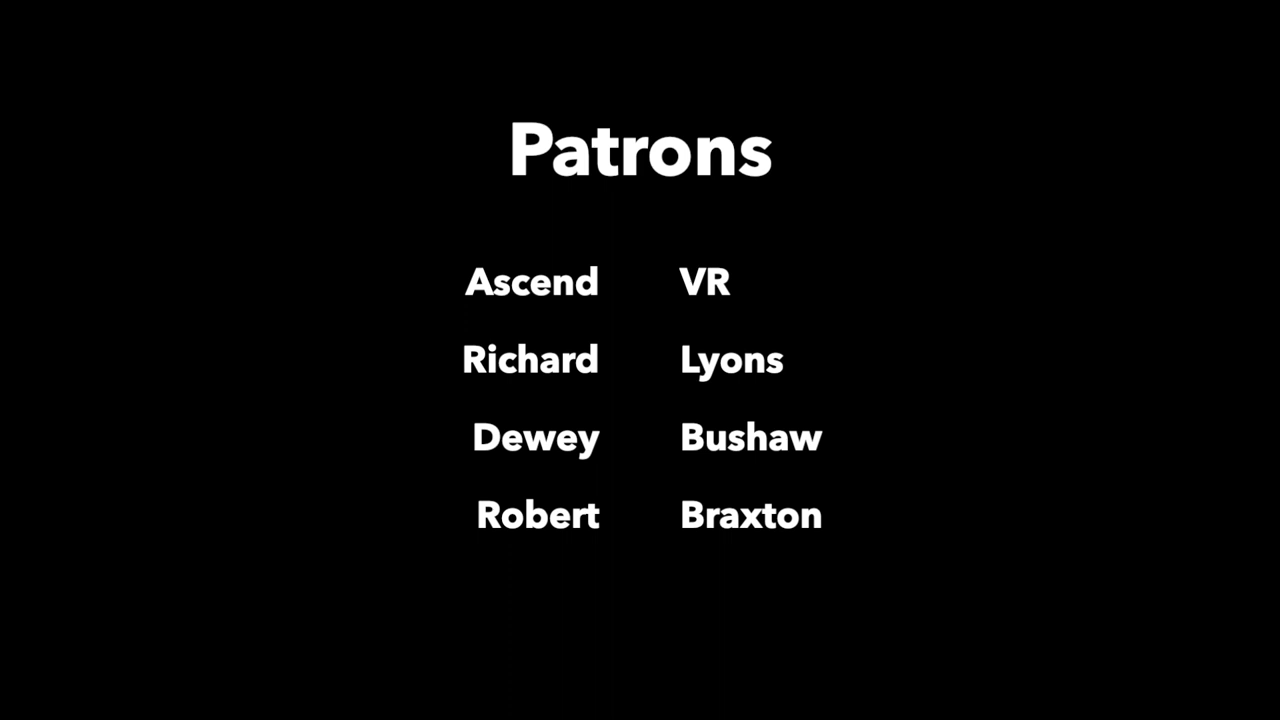 Patrons
Ascend VR
Richard Lyons
Dewey Bushaw
Robert Braxton